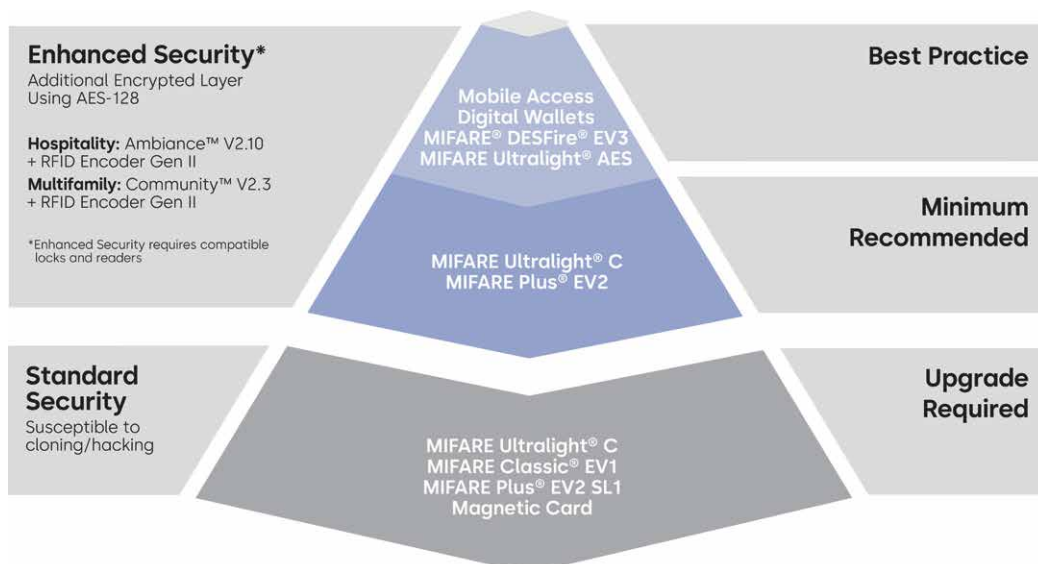 Enhanced Security*
Additional Encrypted Layer
Using AES-128
Hospitality: Ambiance™ V2.10
+ RFID Encoder Gen II
Multifamily: Community™ V2.3
+ RFID Encoder Gen II
*Enhanced Security requires compatible
locks and readers
Mobile Access
Digital Wallets
MIFARE® DESFire® EV3
MIFARE Ultralight® AES
Best Practice
MIFARE Ultralight® C
MIFARE Plus® EV2
Minimum
Recommended
Standard
Security
Susceptible to
cloning/hacking
MIFARE Ultralight® C
MIFARE Classic® EV1
MIFARE Plus® EV2 SL1
Magnetic Card
Upgrade
Required